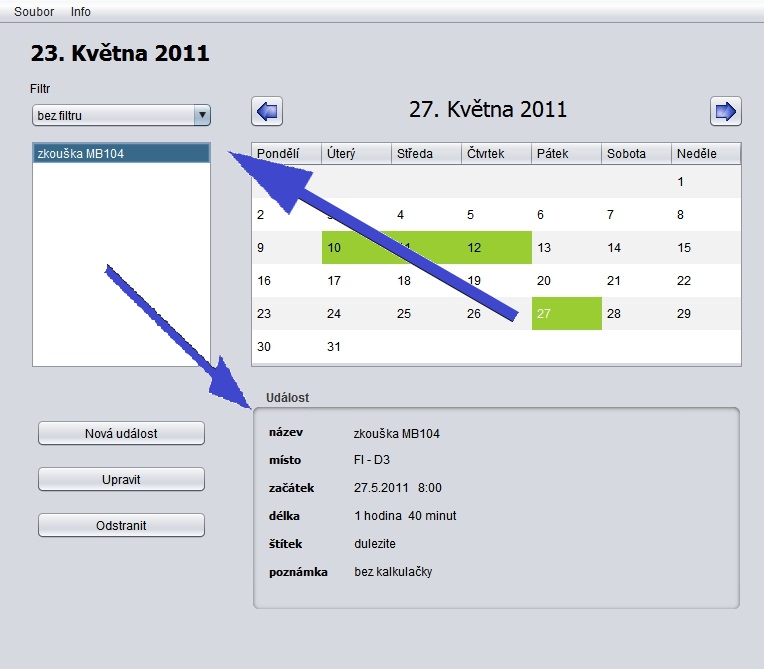 Soubor Info
23. Května 2011
Filtr
bez filtru
zkouška MB104
27. Května 2011
Pondělí Úterý Středa Čtvrtek Pátek Sobota Neděle
1
2 3 4 5 6 7 8
9 10 11 12 13 14 15
16 17 18 19 20 21 22
23 24 25 26 27 28 29
30 31
Nová událost
Upravit
Odstranit
Událost
název zkouška MB104
místo FI - D3
začátek 27.5.2011 8:00
délka 1 hodina 40 minut
štítek dulezite
poznámka bez kalkulačky